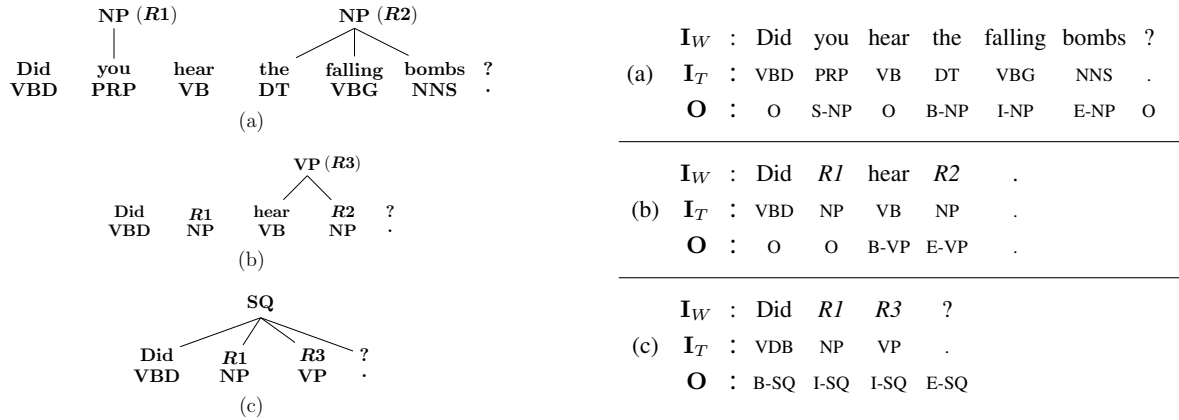 NP (R1) NP (R2)
Did you hear the falling bombs ?
VBD PRP VB DT VBG NNS .
(a)
VP (R3)
Did R1 hear R2 ?
VBD NP VB NP .
(b)
SQ
Did R1 R3 ?
VBD NP VP .
(c)
I_W : Did you hear the falling bombs ?
(a) I_T : VBD PRP VB DT VBG NNS .
O : O S-NP O B-NP I-NP E-NP O
I_W : Did R1 hear R2 .
(b) I_T : VBD NP VB NP .
O : O O B-VP E-VP .
I_W : Did R1 R3 ?
(c) I_T : VDB NP VP .
O : B-SQ I-SQ I-SQ E-SQ